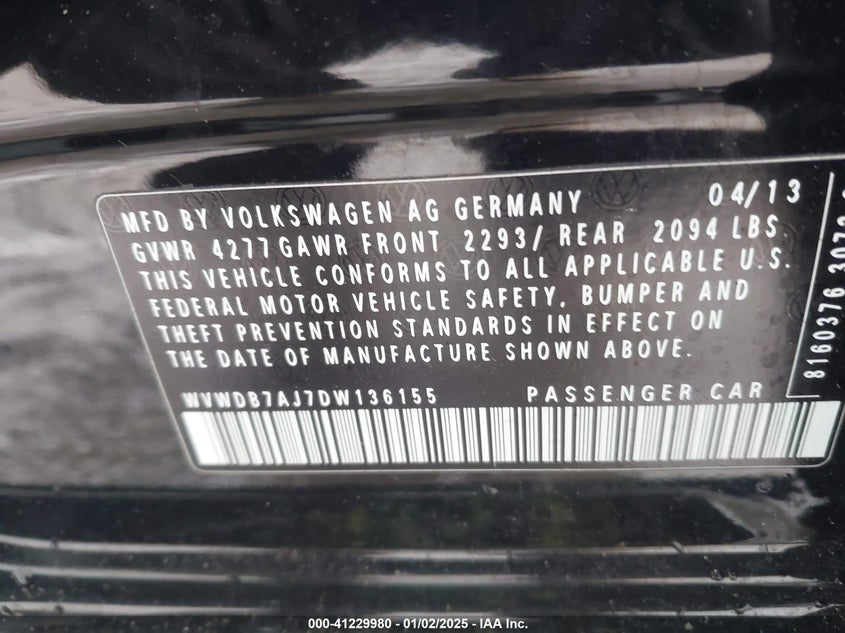 MFD BY VOLKSWAGEN AG GERMANY 04/13
GVWR 4277 GAWR FRONT 2293/ REAR 2094 LBS.
THIS VEHICLE CONFORMS TO ALL APPLICABLE U.S.
FEDERAL MOTOR VEHICLE SAFETY, BUMPER AND
THEFT PREVENTION STANDARDS IN EFFECT ON
THE DATE OF MANUFACTURE SHOWN ABOVE.
WVWDB7AJ7DW136155 PASSENGER CAR
8160376
000-41229980 - 01/02/2025 - IAA Inc.